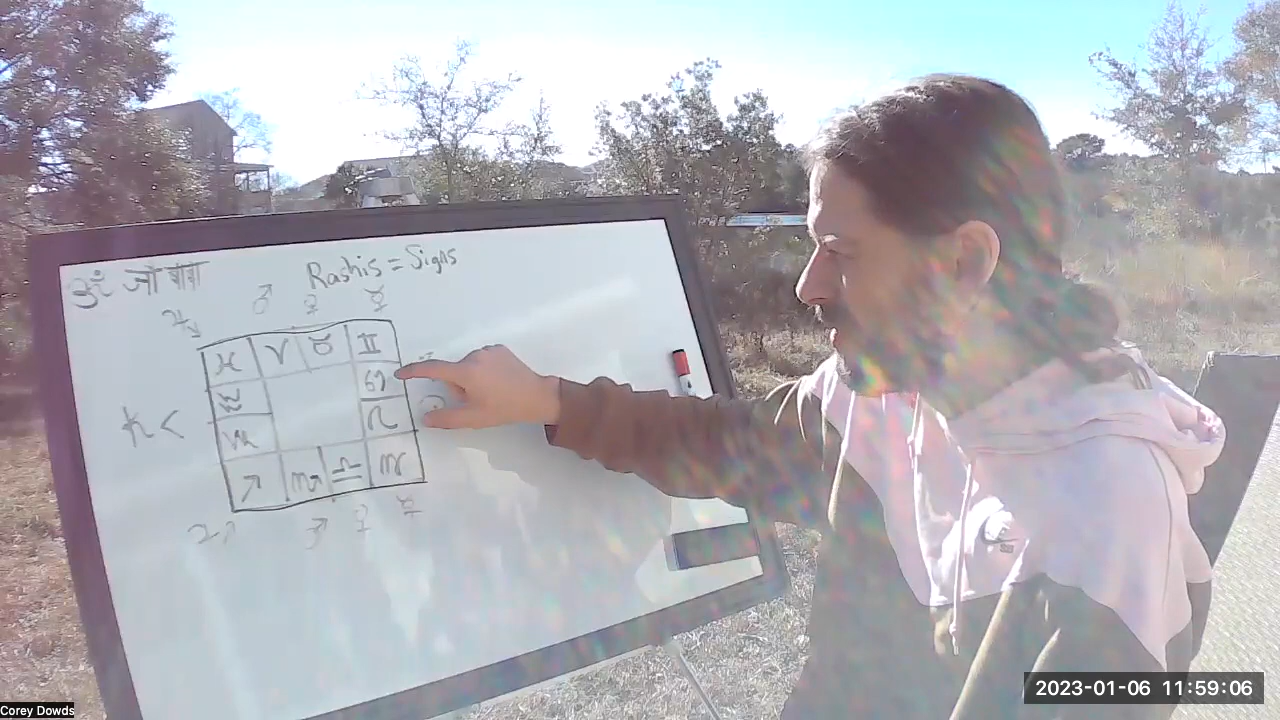 ॐ जी बाबा
Rashis = Signs
♃ ♂ ♀ ☿
♓ ♈ ♉ ♊
♒ ♋
♄ <
♑ ♌
♐ ♏ ♎ ♍
♃ ♂ ♀ ☿
Corey Dowds
2023-01-06 11:59:06